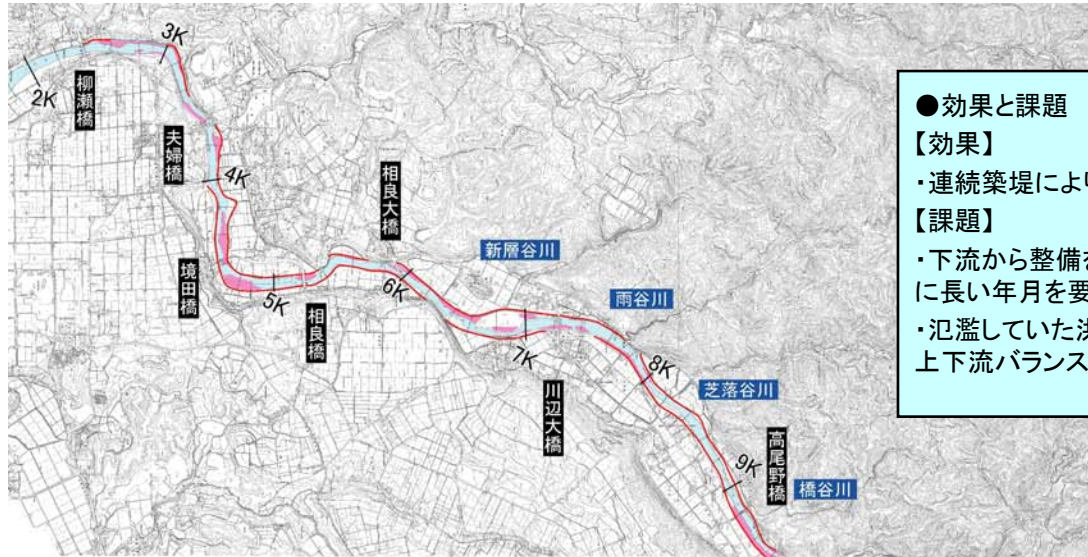 3K
2K
柳瀬橋
夫婦橋
4K
相良大橋
新層谷川
境田橋
5K
相良橋
6K
雨谷川
7K
川辺大橋
8K
芝落谷川
9K
高尾野橋
橋谷川
●効果と課題
【効果】
・連続築堤によ
【課題】
・下流から整備
に長い年月を要
・氾濫していた
上下流バランス